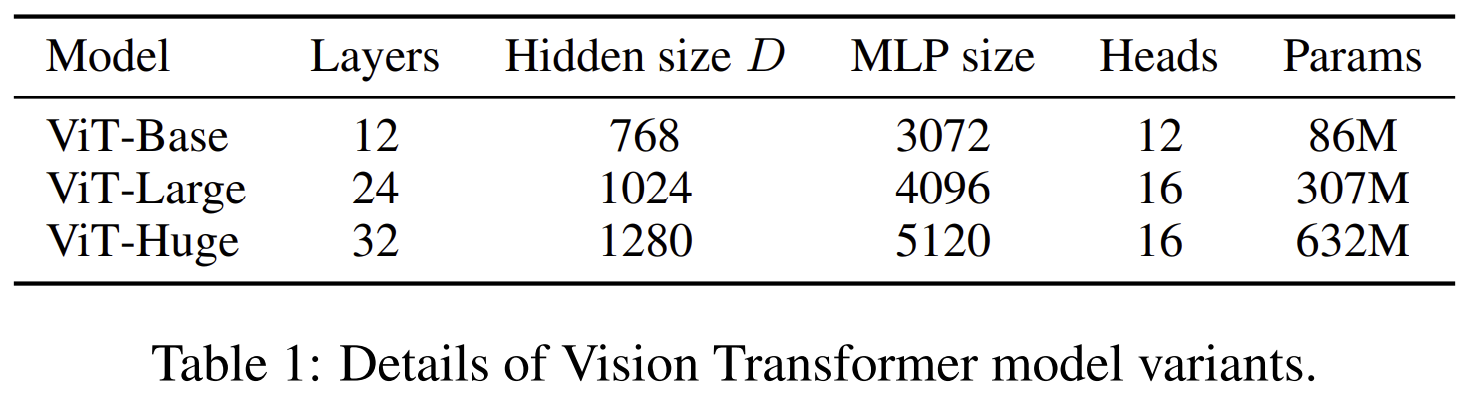 Model Layers Hidden size D MLP size Heads Params
ViT-Base 12 768 3072 12 86M
ViT-Large 24 1024 4096 16 307M
ViT-Huge 32 1280 5120 16 632M
Table 1: Details of Vision Transformer model variants.